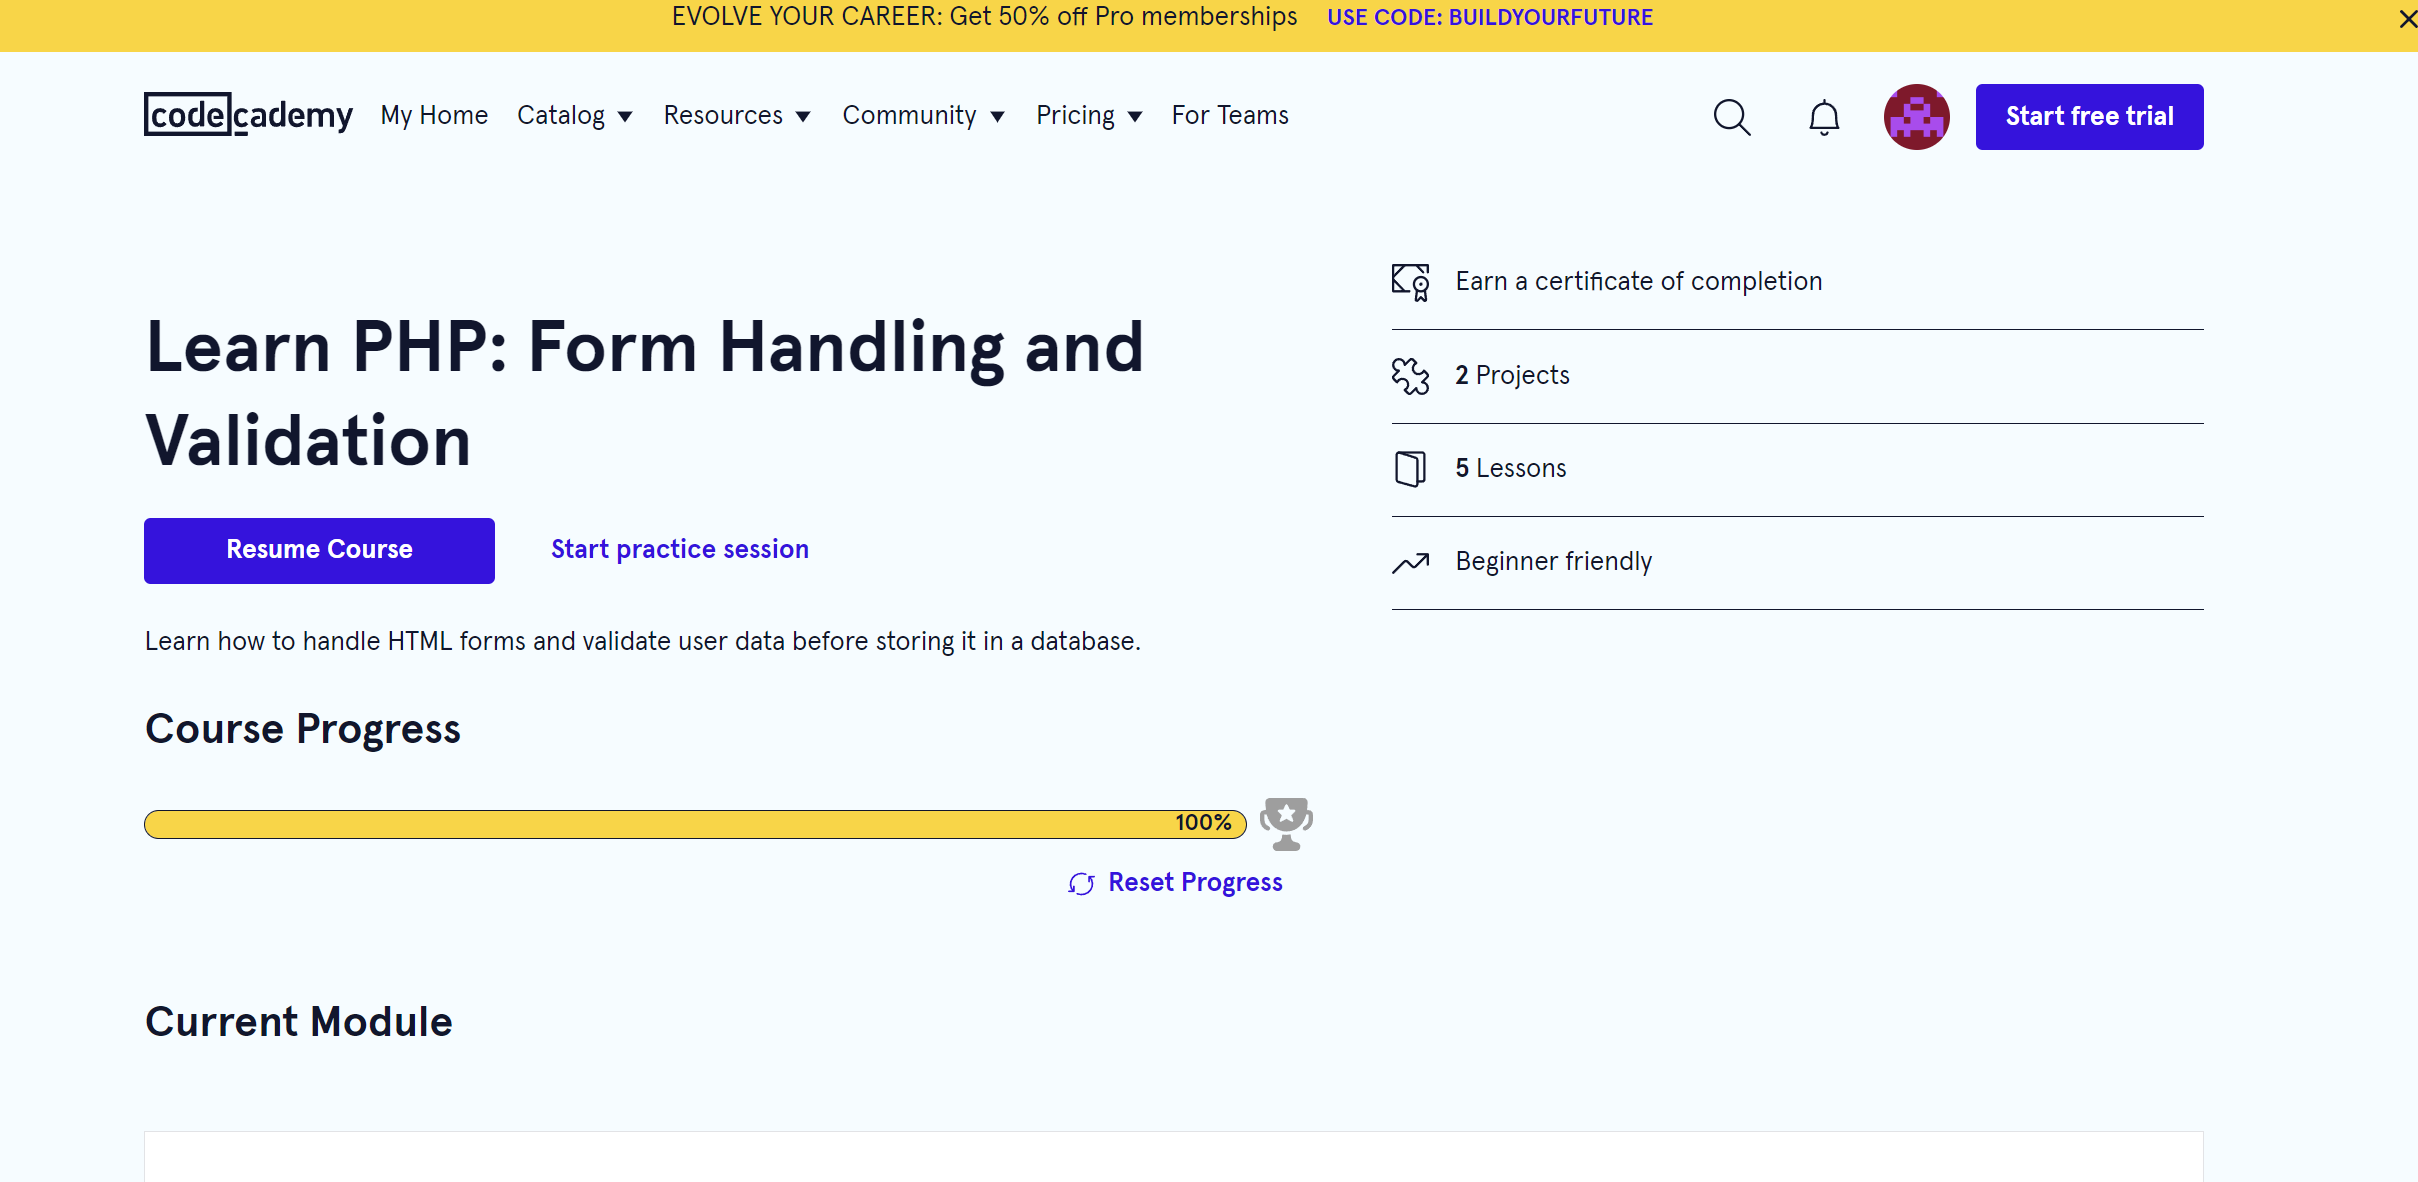 EVOLVE YOUR CAREER: Get 50% off Pro memberships USE CODE: BUILDYOURFUTURE
codecademy My Home Catalog Resources Community Pricing For Teams Start free trial
Learn PHP: Form Handling and
Validation
Resume Course Start practice session
Learn how to handle HTML forms and validate user data before storing it in a database.
Earn a certificate of completion
2 Projects
5 Lessons
Beginner friendly
Course Progress
100%
Reset Progress
Current Module